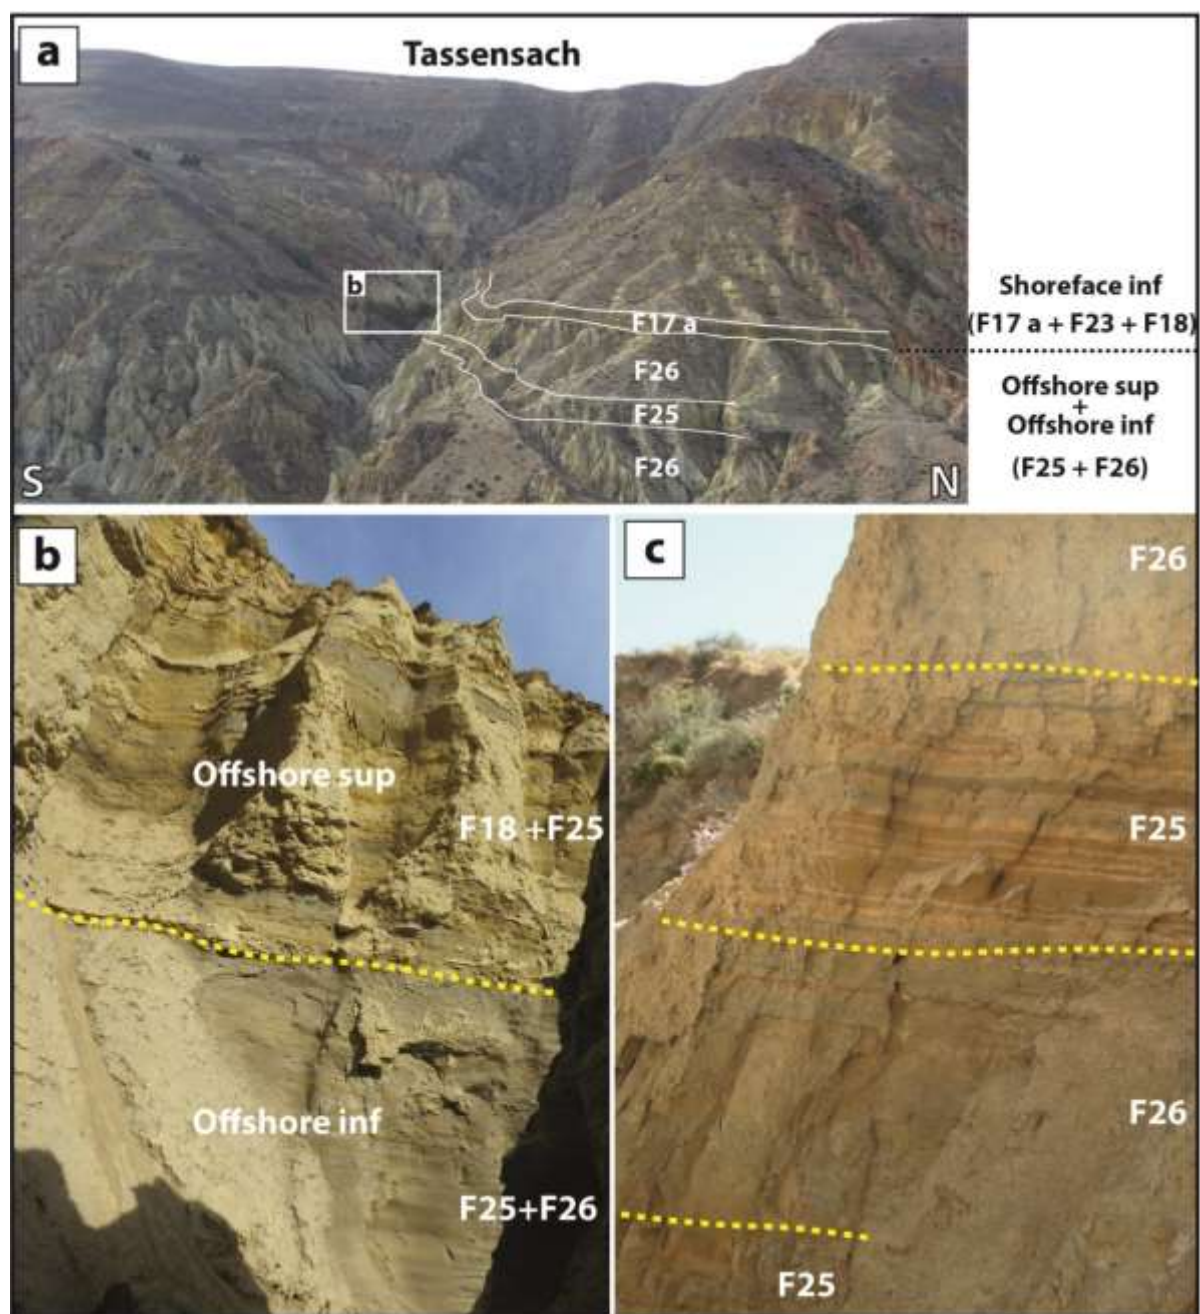 a
Tassensach
b
F17 a
F26
F25
F26
S
N
Shoreface inf
(F17 a + F23 + F18)
Offshore sup
+
Offshore inf
(F25 + F26)
b
Offshore sup
F18 +F25
Offshore inf
F25+F26
c
F26
F25
F26
F25